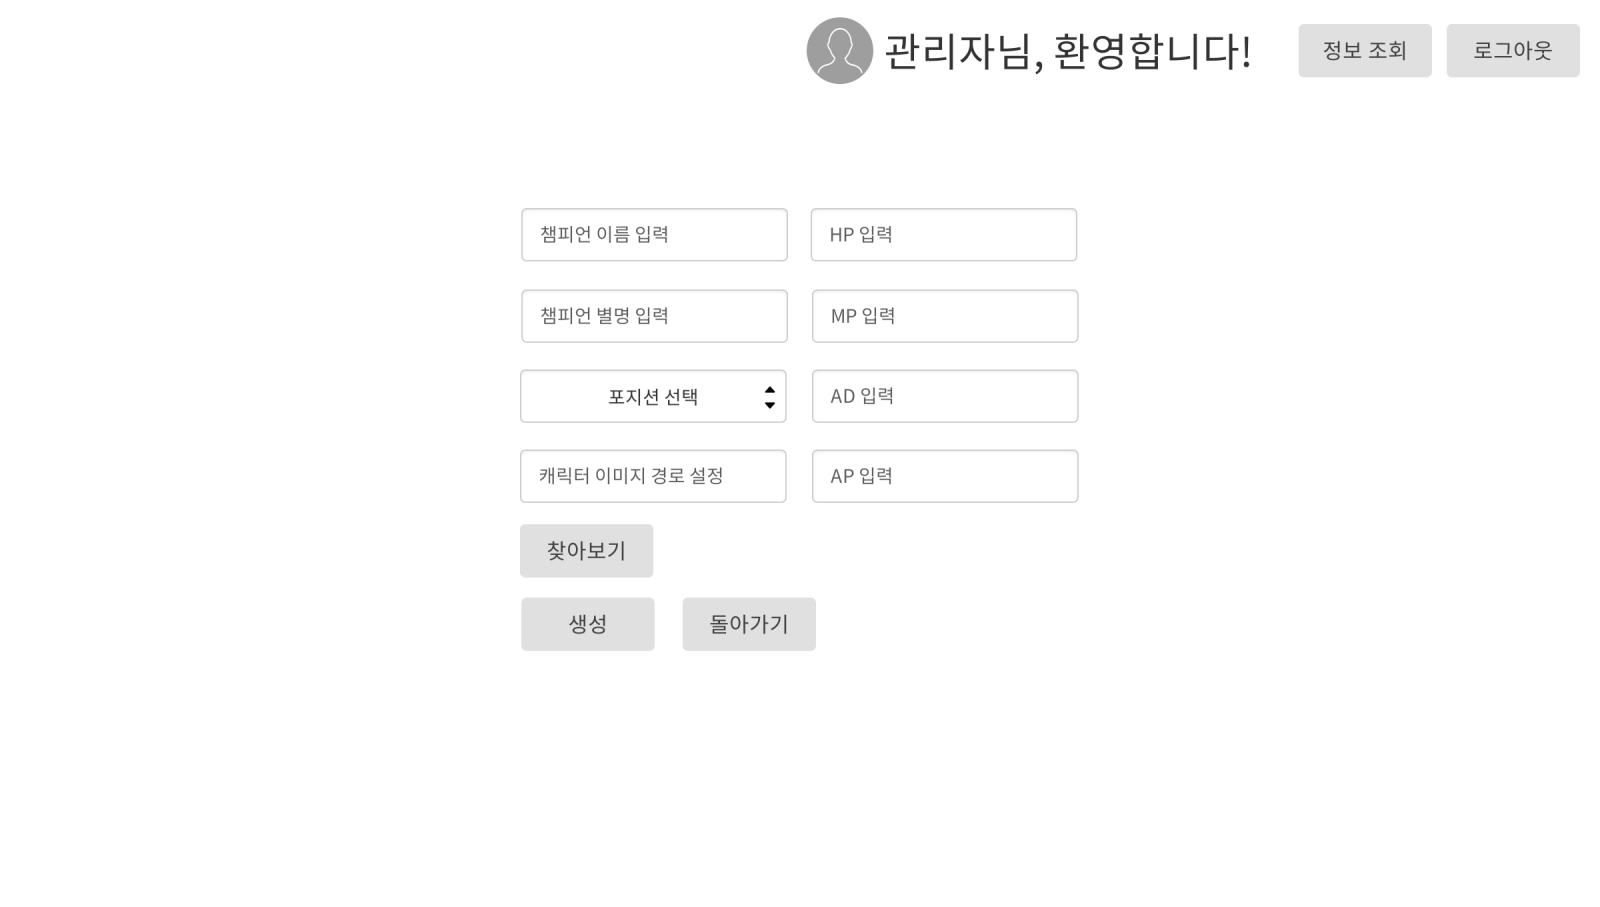 관리자님, 환영합니다!
정보 조회
로그아웃
챔피언 이름 입력
HP 입력
챔피언 별명 입력
MP 입력
포지션 선택
AD 입력
캐릭터 이미지 경로 설정
AP 입력
찾아보기
생성
돌아가기